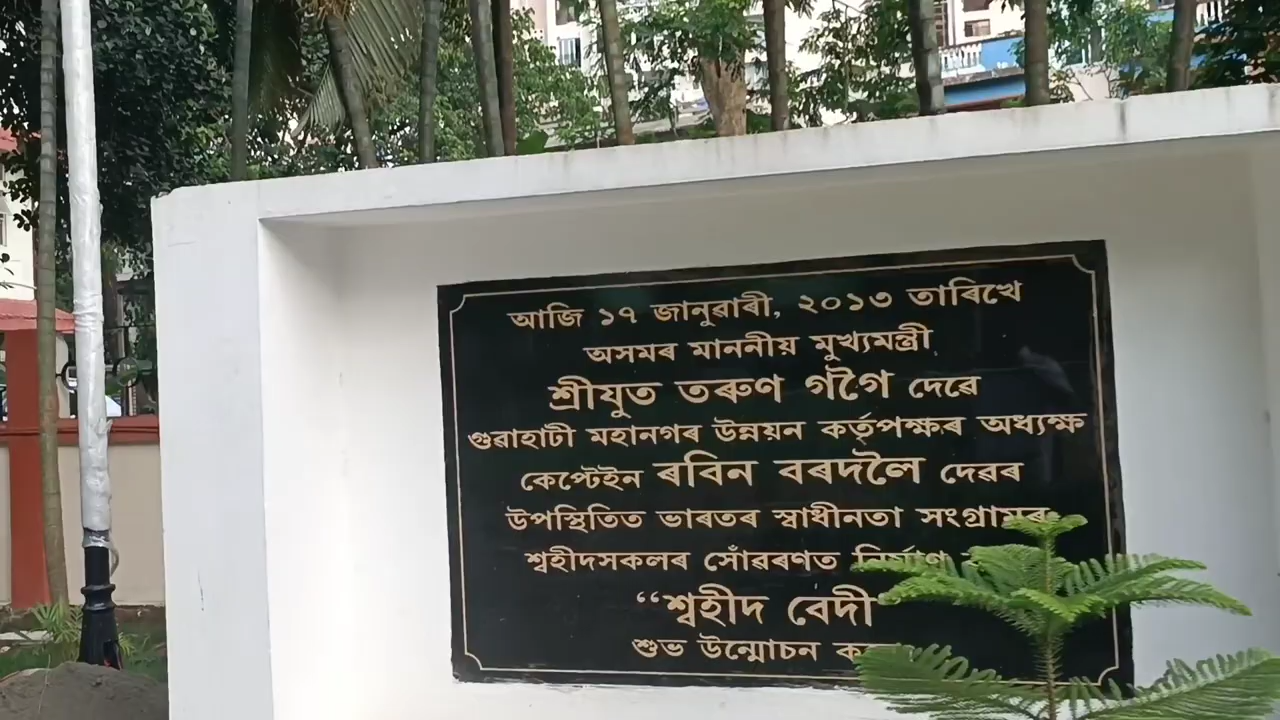 আজি ১৭ জানুৱাৰী, ২০১৩ তাৰিখে
অসমৰ মাননীয় মুখ্যমন্ত্ৰী
শ্ৰীযুত তৰুণ গগৈ দেৱে
গুৱাহাটী মহানগৰ উন্নয়ন কৰ্তৃপক্ষৰ অধ্যক্ষ
কেপ্টেইন ৰবিন বৰদলৈ দেৱৰ
উপস্থিতিত ভাৰতৰ স্বাধীনতা সংগ্ৰামৰ
শ্বহীদসকলৰ সোঁৱৰণত নিৰ্মাণ
“শ্বহীদ বেদী
শুভ উন্মোচন